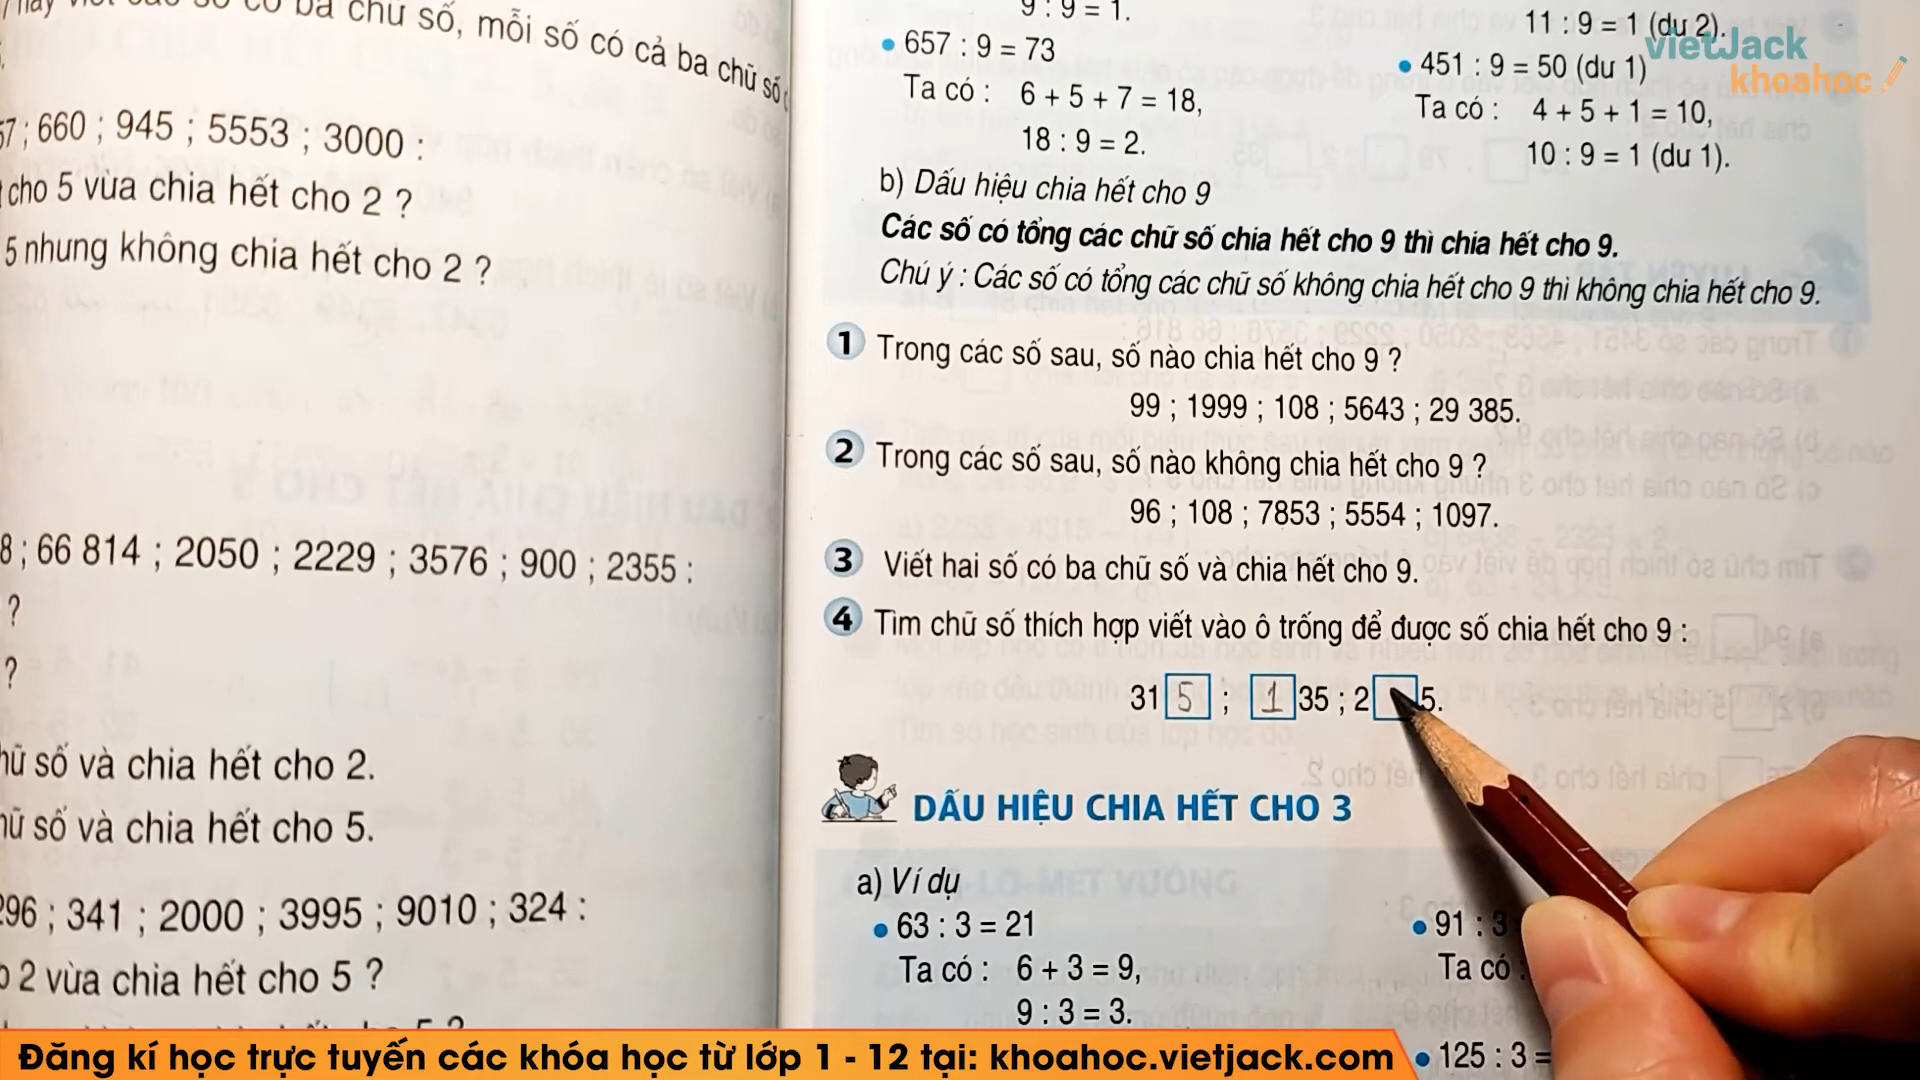 hãy viết các số có ba chữ số, mỗi số có cả ba chữ số
57 ; 660 ; 945 ; 5553 ; 3000 :
cho 5 vừa chia hết cho 2 ?
5 nhưng không chia hết cho 2 ?
8 ; 66 814 ; 2050 ; 2229 ; 3576 ; 900 ; 2355 :
?
?
chữ số và chia hết cho 2.
chữ số và chia hết cho 5.
296 ; 341 ; 2000 ; 3995 ; 9010 ; 324 :
2 vừa chia hết cho 5 ?
9 : 9 = 1.
• 657 : 9 = 73
Ta có : 6 + 5 + 7 = 18,
18 : 9 = 2.
11 : 9 = 1 (dư 2).
• 451 : 9 = 50 (dư 1)
Ta có : 4 + 5 + 1 = 10,
10 : 9 = 1 (dư 1).
vietJack
khoahoc
b) Dấu hiệu chia hết cho 9
Các số có tổng các chữ số chia hết cho 9 thì chia hết cho 9.
Chú ý : Các số có tổng các chữ số không chia hết cho 9 thì không chia hết cho 9.
1 Trong các số sau, số nào chia hết cho 9 ?
99 ; 1999 ; 108 ; 5643 ; 29 385.
2 Trong các số sau, số nào không chia hết cho 9 ?
96 ; 108 ; 7853 ; 5554 ; 1097.
3 Viết hai số có ba chữ số và chia hết cho 9.
4 Tìm chữ số thích hợp viết vào ô trống để được số chia hết cho 9 :
31 5 ; 1 35 ; 2 5.
DẤU HIỆU CHIA HẾT CHO 3
a) Ví dụ
• 63 : 3 = 21
Ta có : 6 + 3 = 9,
9 : 3 = 3.
• 91 : 3
Ta có :
• 125 : 3 =
Đăng kí học trực tuyến các khóa học từ lớp 1 - 12 tại: khoahoc.vietjack.com